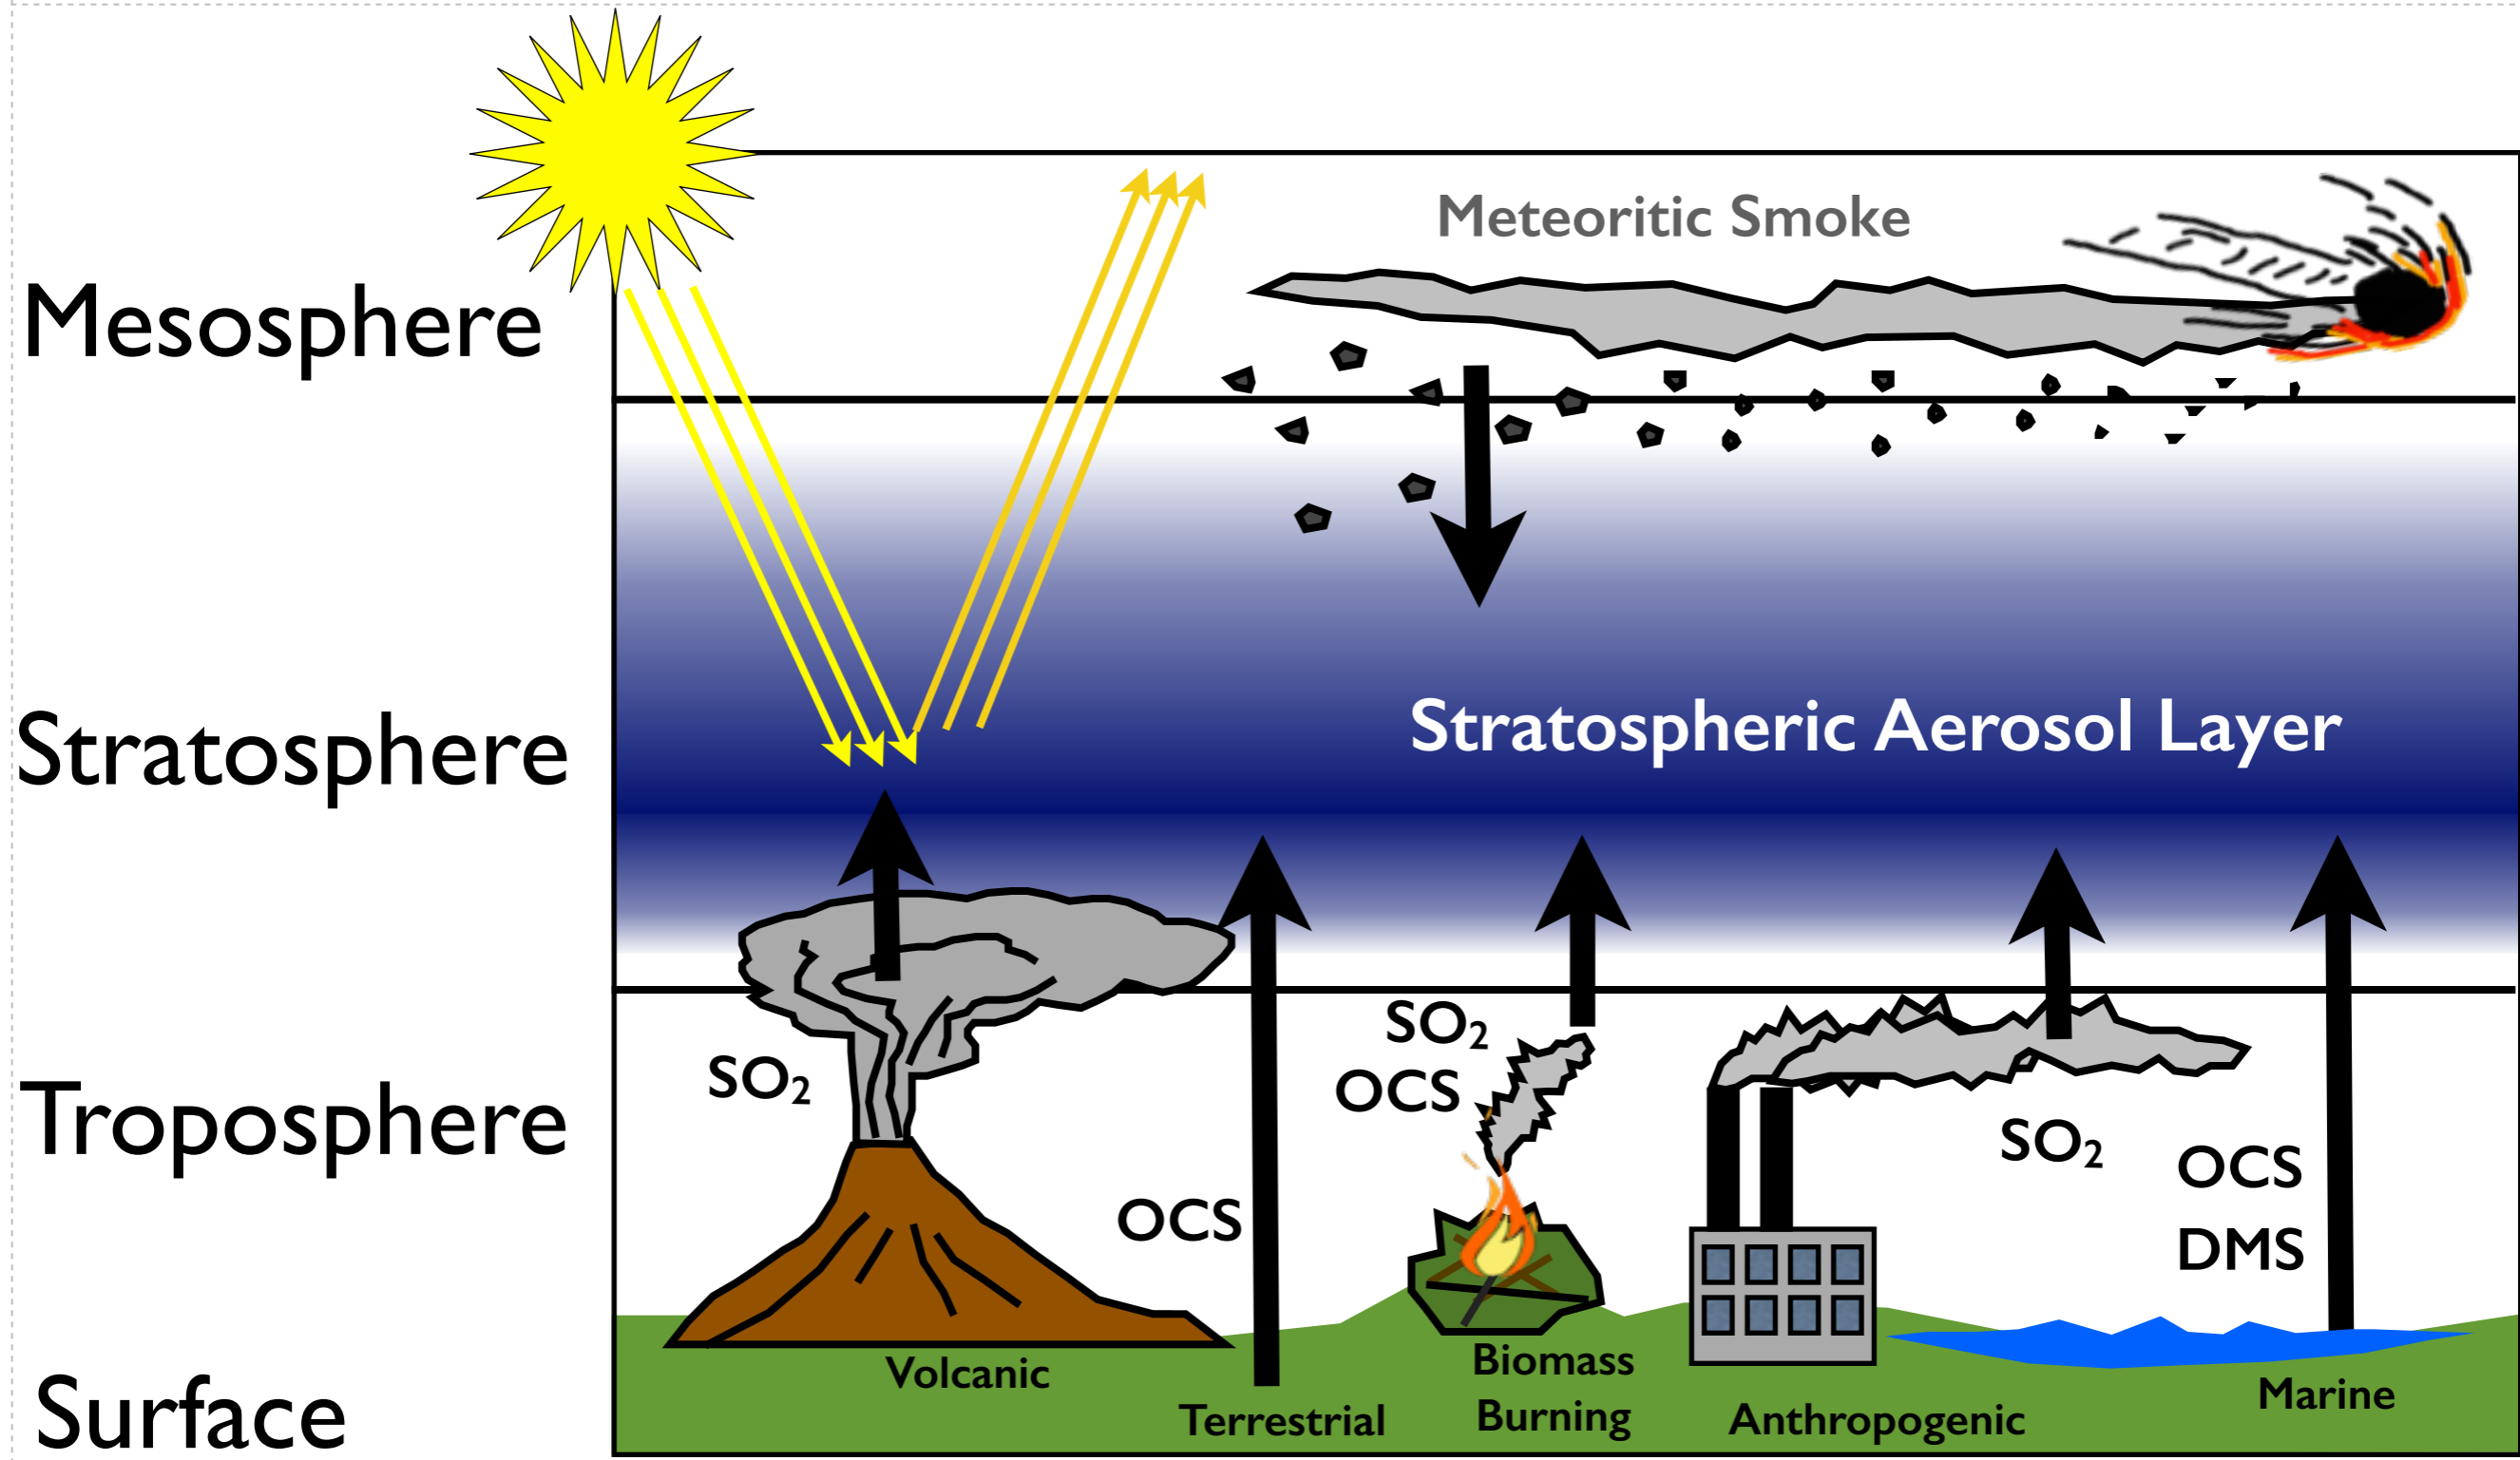 Meteoritic Smoke
Mesosphere
Stratospheric Aerosol Layer
Stratosphere
SO₂
OCS
SO₂
Troposphere
SO₂
OCS
OCS
DMS
Volcanic
Biomass
Burning
Terrestrial
Anthropogenic
Marine
Surface